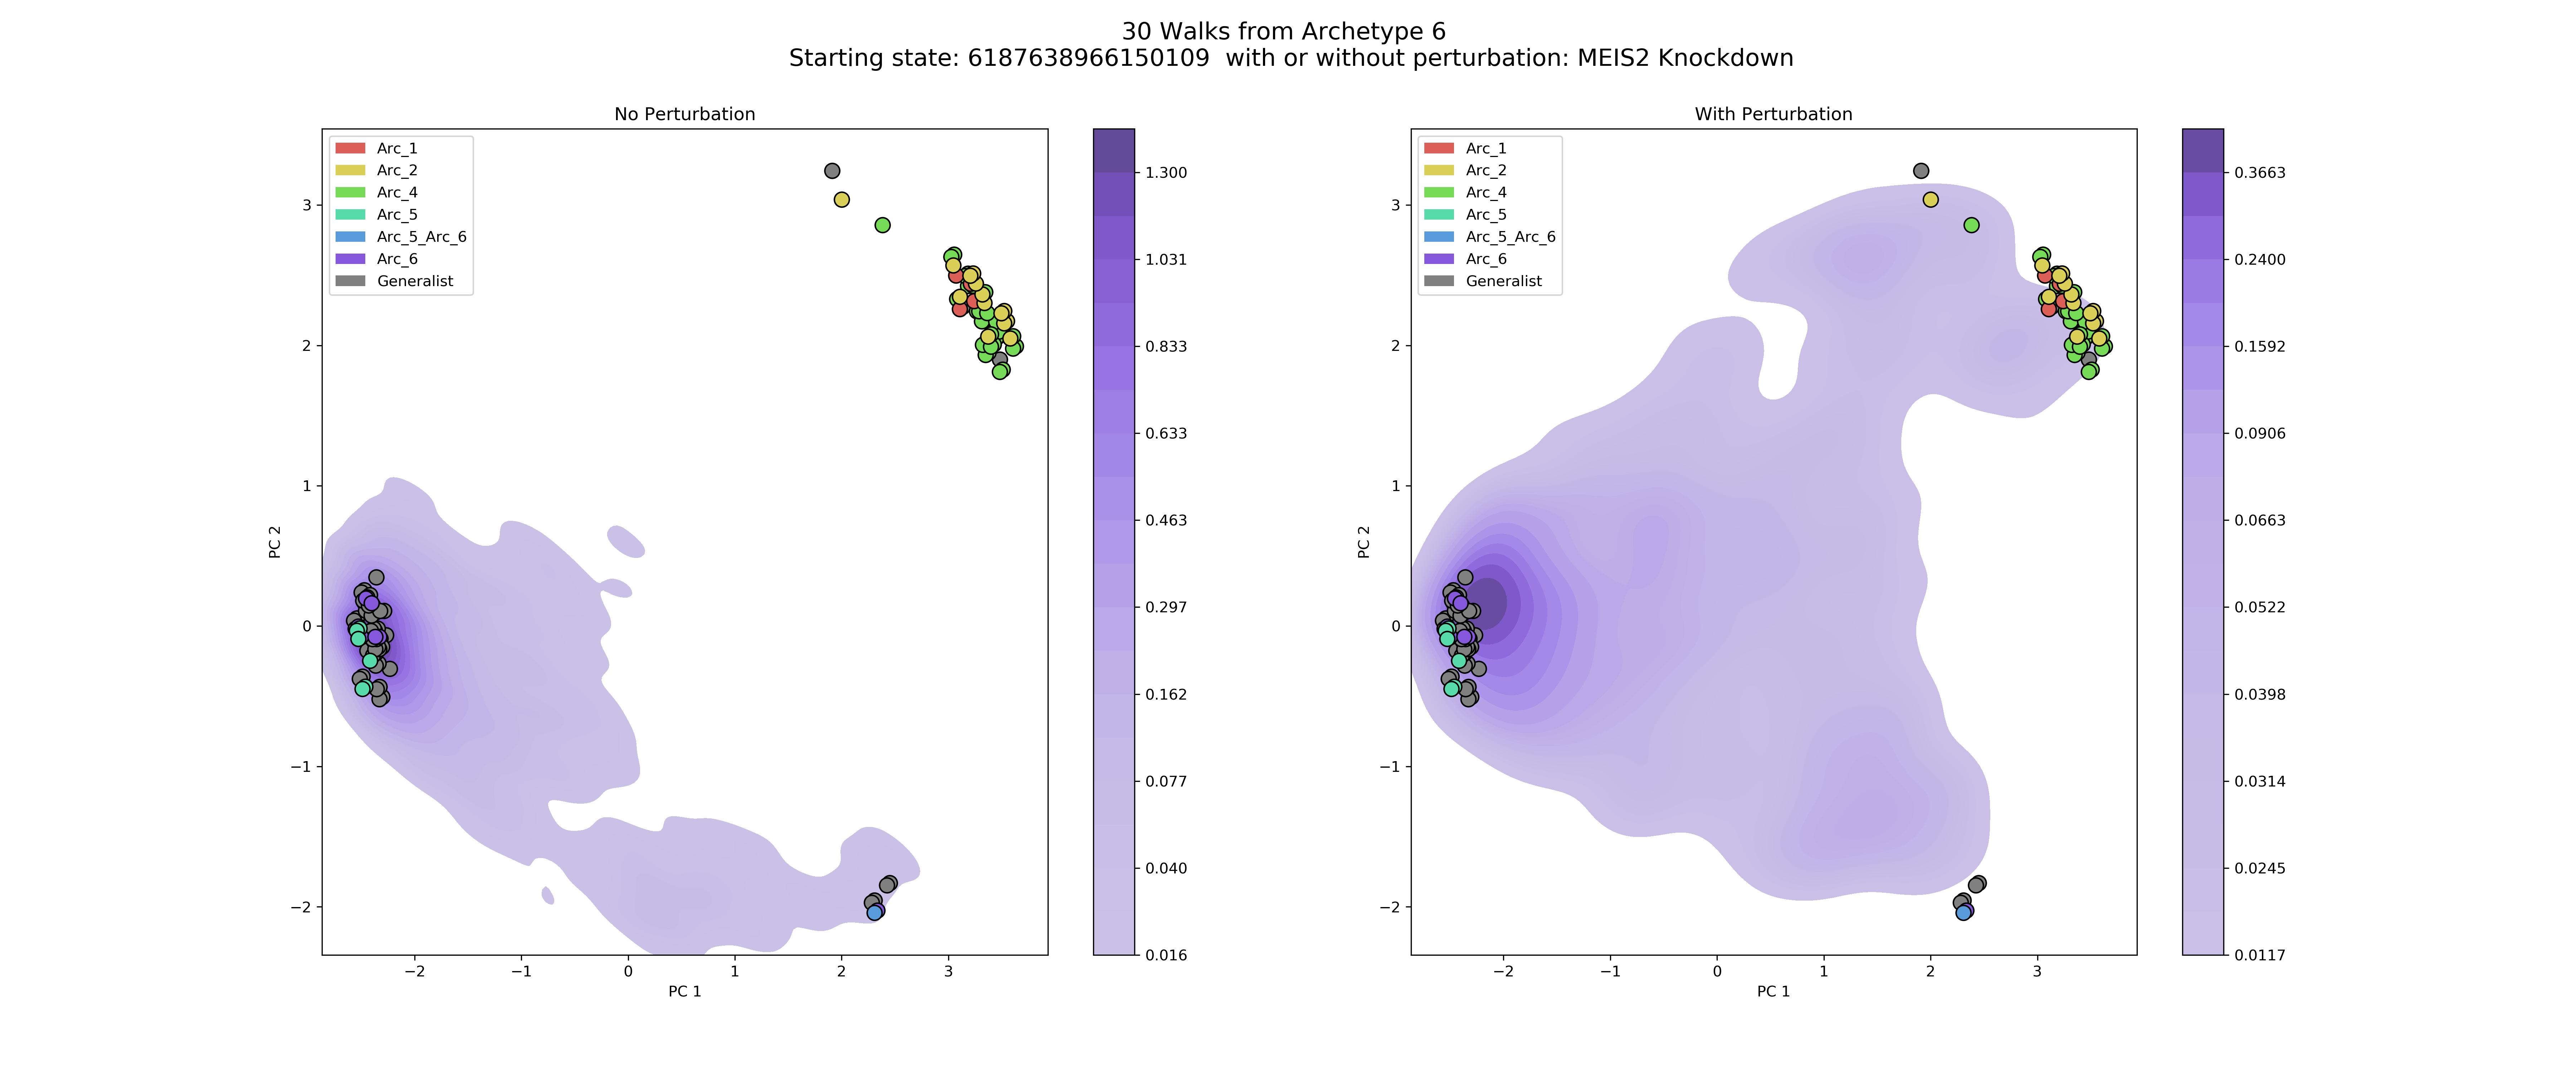 30 Walks from Archetype 6
Starting state: 6187638966150109  with or without perturbation: MEIS2 Knockdown
No Perturbation
Arc_1
Arc_2
Arc_4
Arc_5
Arc_5_Arc_6
Arc_6
Generalist
3
2
1
0
−1
−2
PC 2
−2
−1
0
1
2
3
PC 1
1.300
1.031
0.833
0.633
0.463
0.297
0.162
0.077
0.040
0.016
With Perturbation
Arc_1
Arc_2
Arc_4
Arc_5
Arc_5_Arc_6
Arc_6
Generalist
3
2
1
0
−1
−2
PC 2
−2
−1
0
1
2
3
PC 1
0.3663
0.2400
0.1592
0.0906
0.0663
0.0522
0.0398
0.0314
0.0245
0.0117